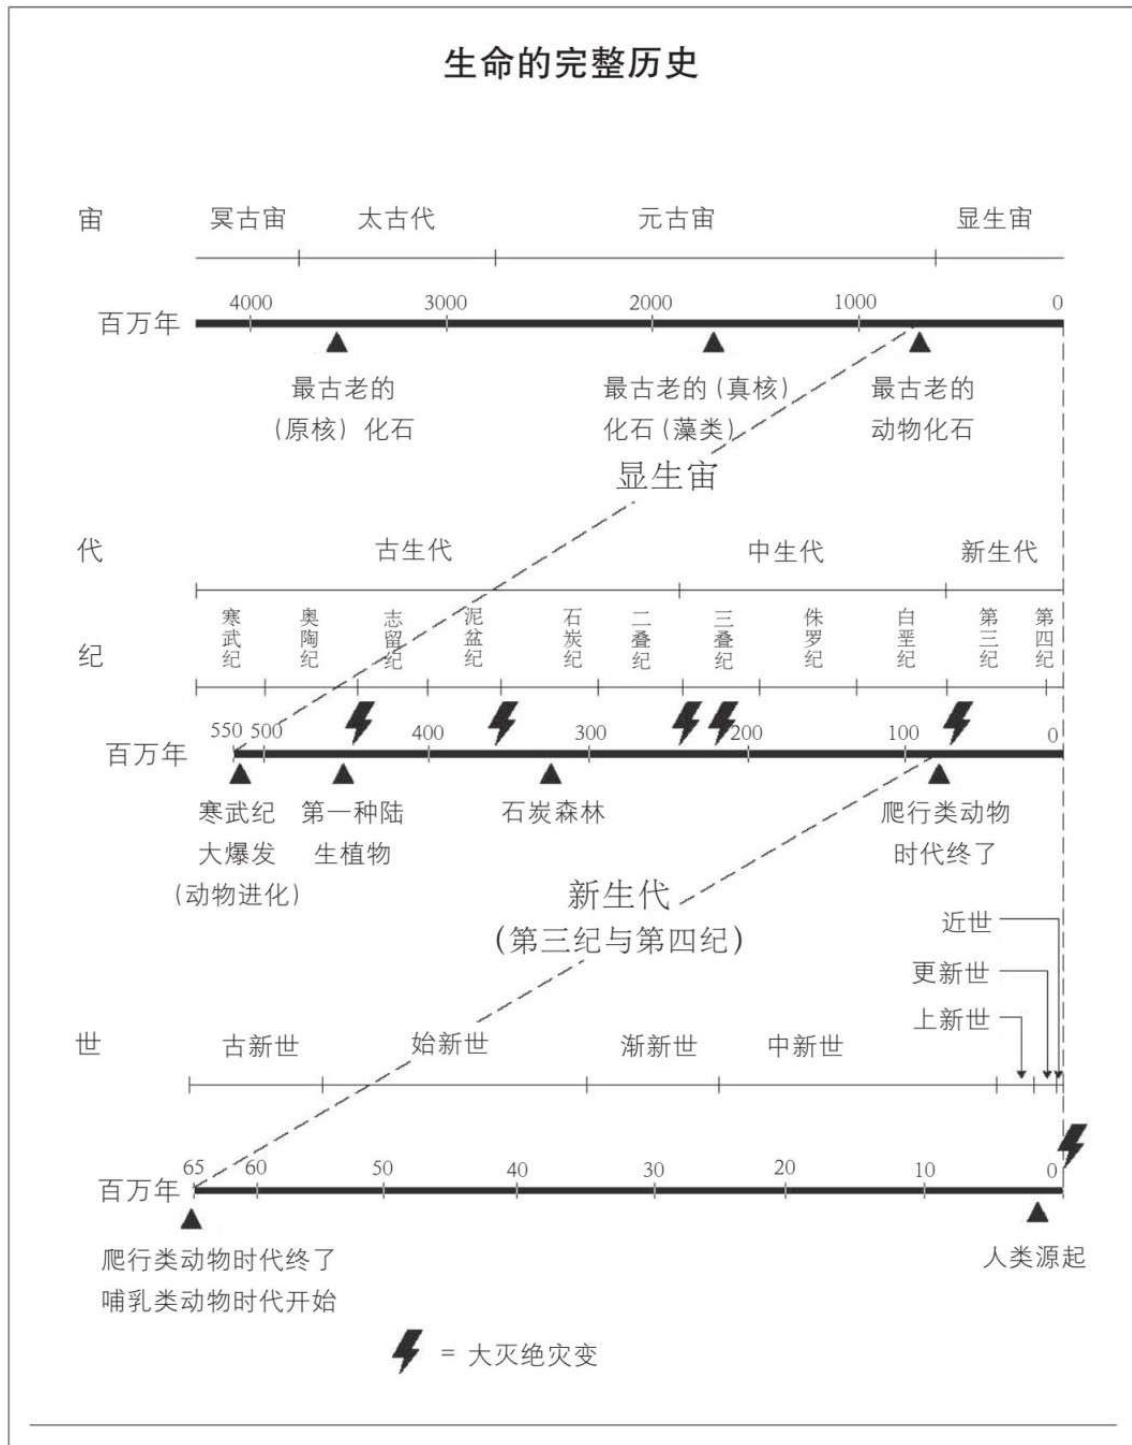 生命的完整历史
宙 冥古宙 太古代 元古宙 显生宙
百万年 4000 3000 2000 1000 0
最古老的 最古老的(真核) 最古老的
(原核)化石 化石(藻类) 动物化石
显生宙
代 古生代 中生代 新生代
纪 寒武纪 奥陶纪 志留纪 泥盆纪 石炭纪 二叠纪 三叠纪 侏罗纪 白垩纪 第三纪 第四纪
百万年 550 500 400 300 200 100 0
寒武纪 第一种陆 石炭森林 爬行类动物
大爆发 生植物 时代终了
(动物进化)
新生代
(第三纪与第四纪)
近世
更新世
上新世
世 古新世 始新世 渐新世 中新世
百万年 65 60 50 40 30 20 10 0
爬行类动物时代终了 人类源起
哺乳类动物时代开始
= 大灭绝灾变